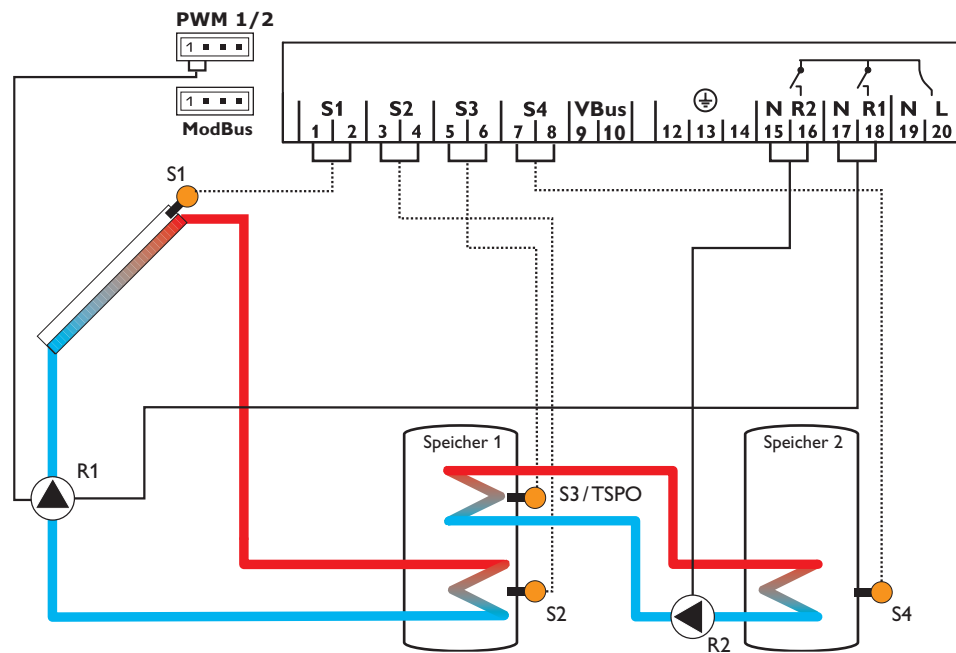 PWM 1/2
1
1
ModBus
S1 S2 S3 S4 VBus N R2 N R1 N L
1 2 3 4 5 6 7 8 9 10 12 13 14 15 16 17 18 19 20
S1
Speicher 1
Speicher 2
R1
S3/TSPO
S2
S4
R2